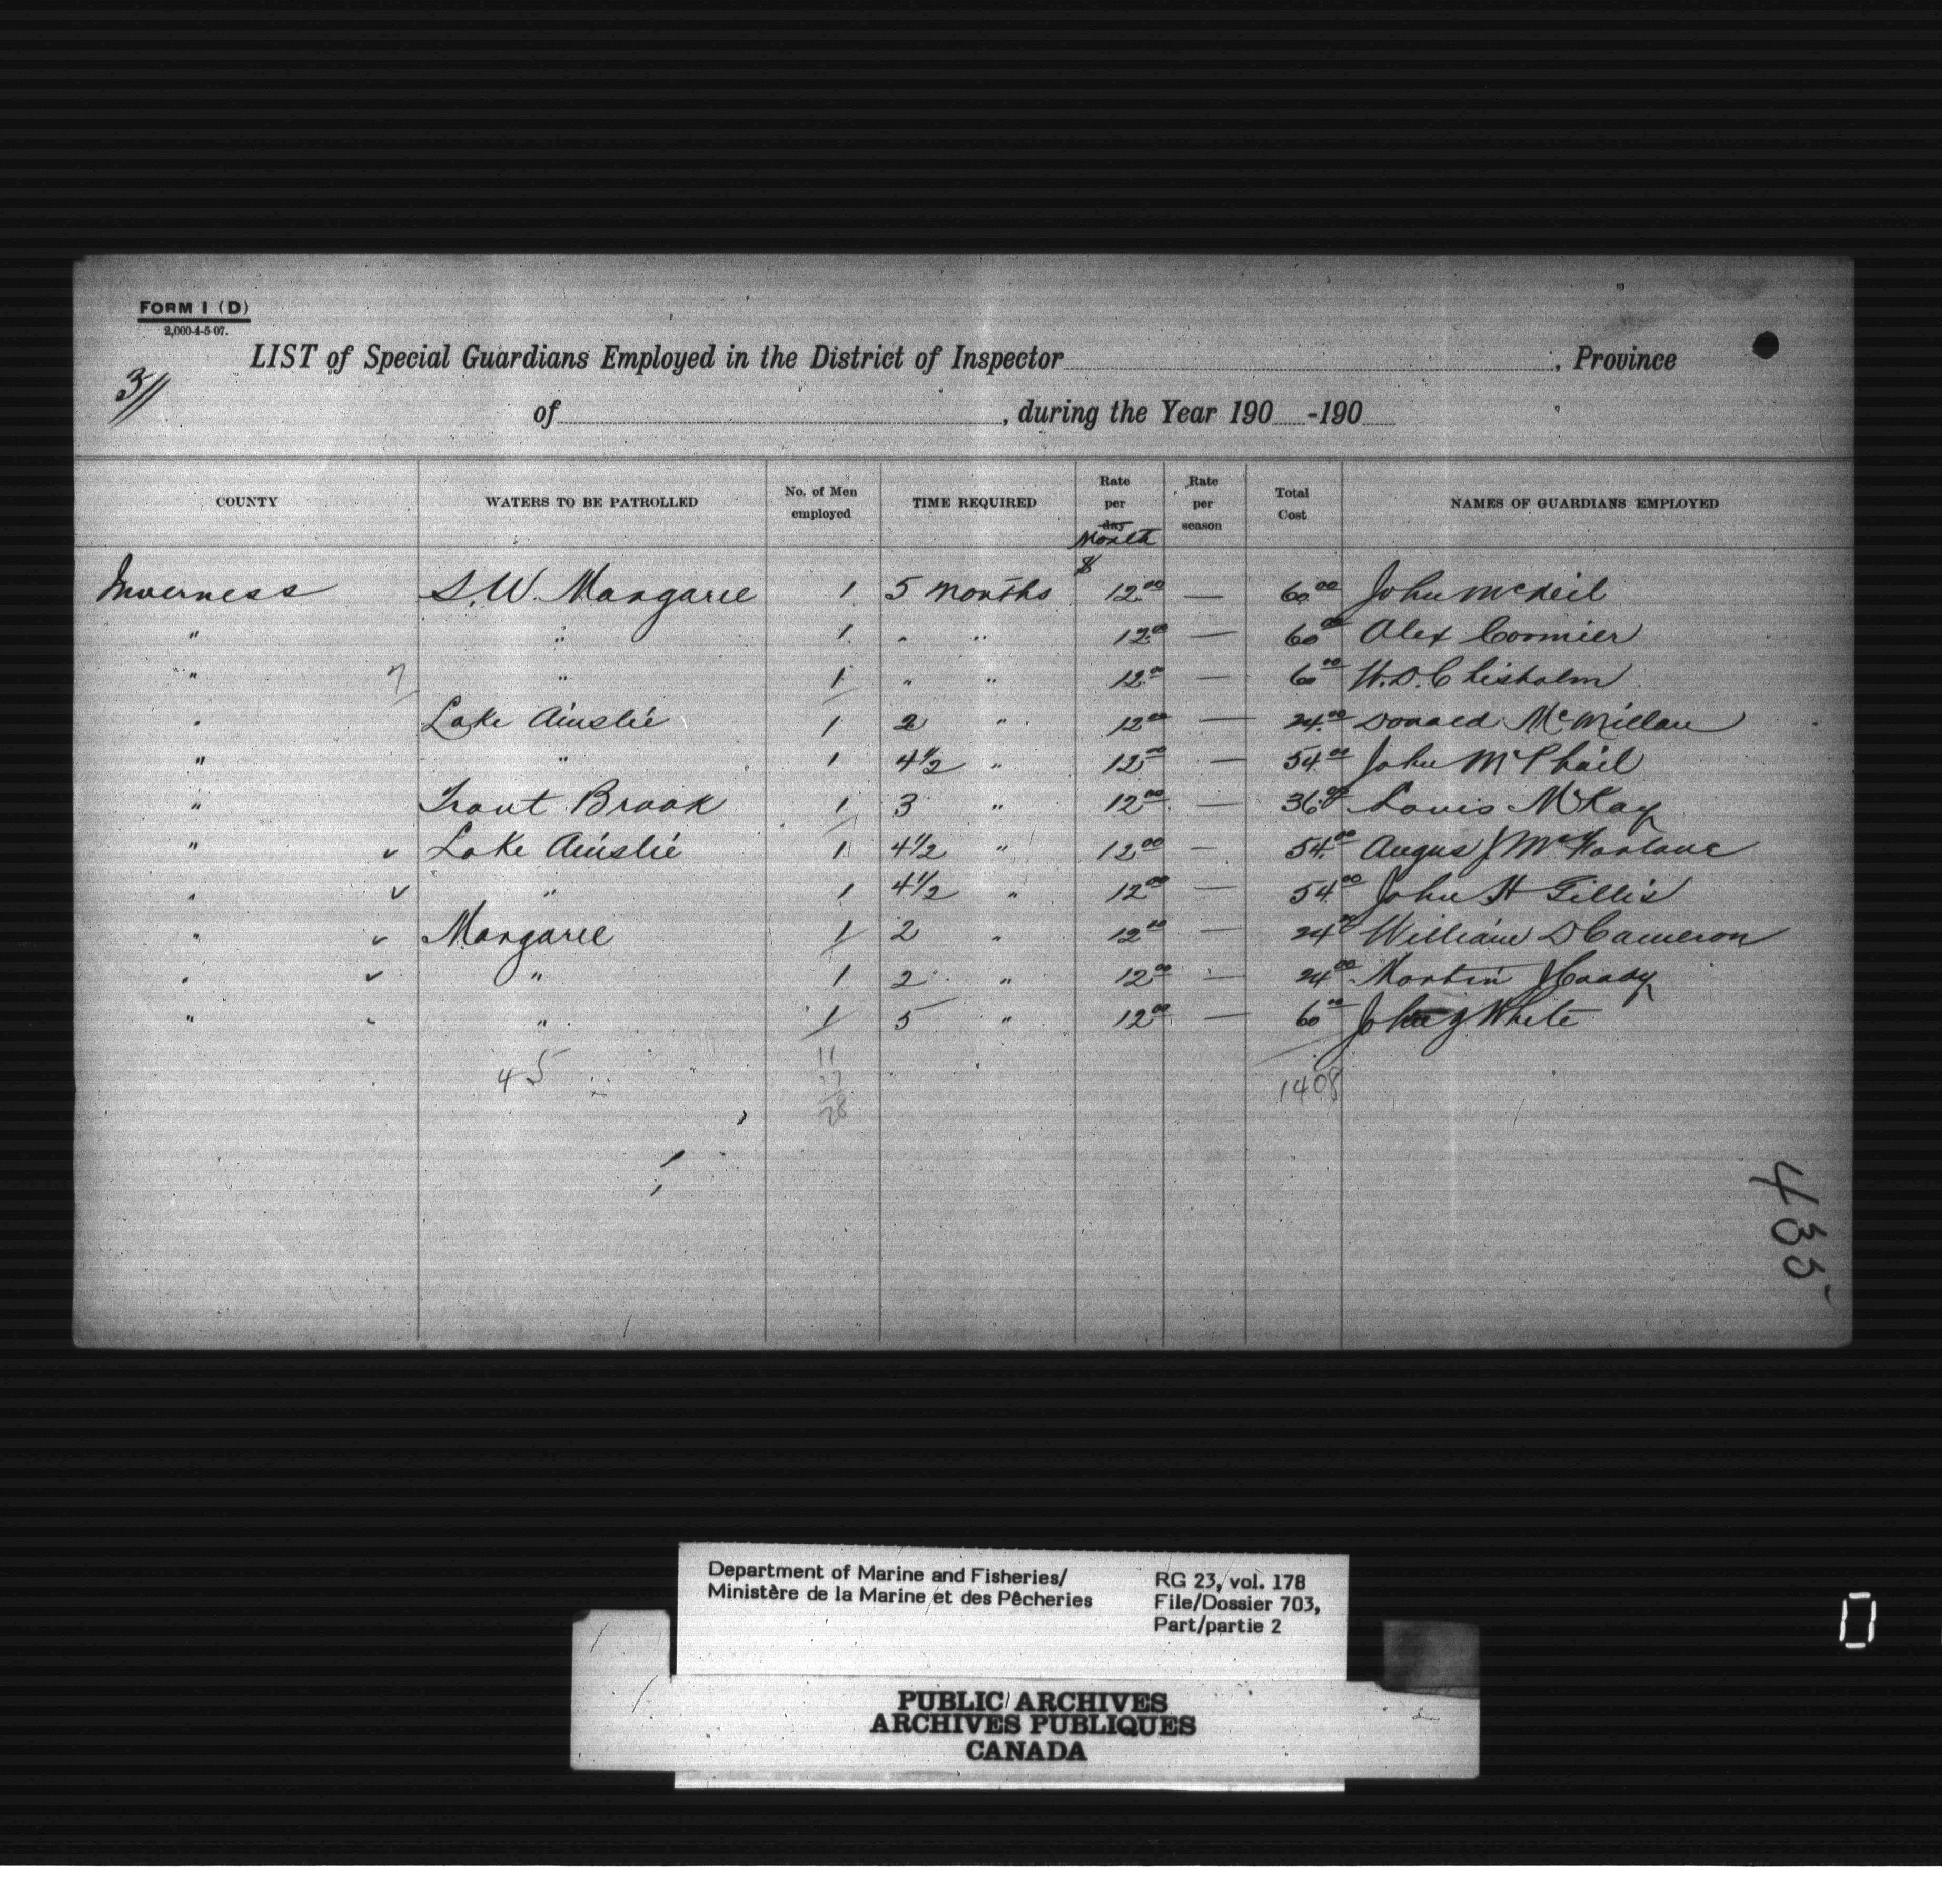 FORM 1 (D)
2,000-4-5-07.
3//
LIST of Special Guardians Employed in the District of Inspector , Province
of , during the Year 190 -190
COUNTY WATERS TO BE PATROLLED No. of Men employed TIME REQUIRED Rate per day Month Rate per season Total Cost NAMES OF GUARDIANS EMPLOYED
$
Inverness S.W. Margaree 1 5 months 12.00 — 60.00 John McNeil
" " 1 " " 12.00 — 60.00 Alex Cormier
" " 1 " " 12.00 — 60.00 W.D. Chisholm
" Lake Ainslie 1 2 " 12.00 — 24.00 Donald McMillan
" " 1 4 1/2 " 12.00 — 54.00 John McPhail
" Trout Brook 1 3 " 12.00 — 36.00 Louis McKay
" ✓ Lake Ainslie 1 4 1/2 " 12.00 — 54.00 Angus J McFarlane
" ✓ " 1 4 1/2 " 12.00 — 54.00 John H Gillis
" ✓ Margaree 1 2 " 12.00 — 24.00 William D Cameron
" ✓ " 1 2 " 12.00 — 24.00 Martin J Coady
" " 1 5 " 12.00 — 60.00 John J White
45 11 1408
17
28
435
Department of Marine and Fisheries/
Ministère de la Marine et des Pêcheries
RG 23, vol. 178
File/Dossier 703,
Part/partie 2
PUBLIC ARCHIVES
ARCHIVES PUBLIQUES
CANADA